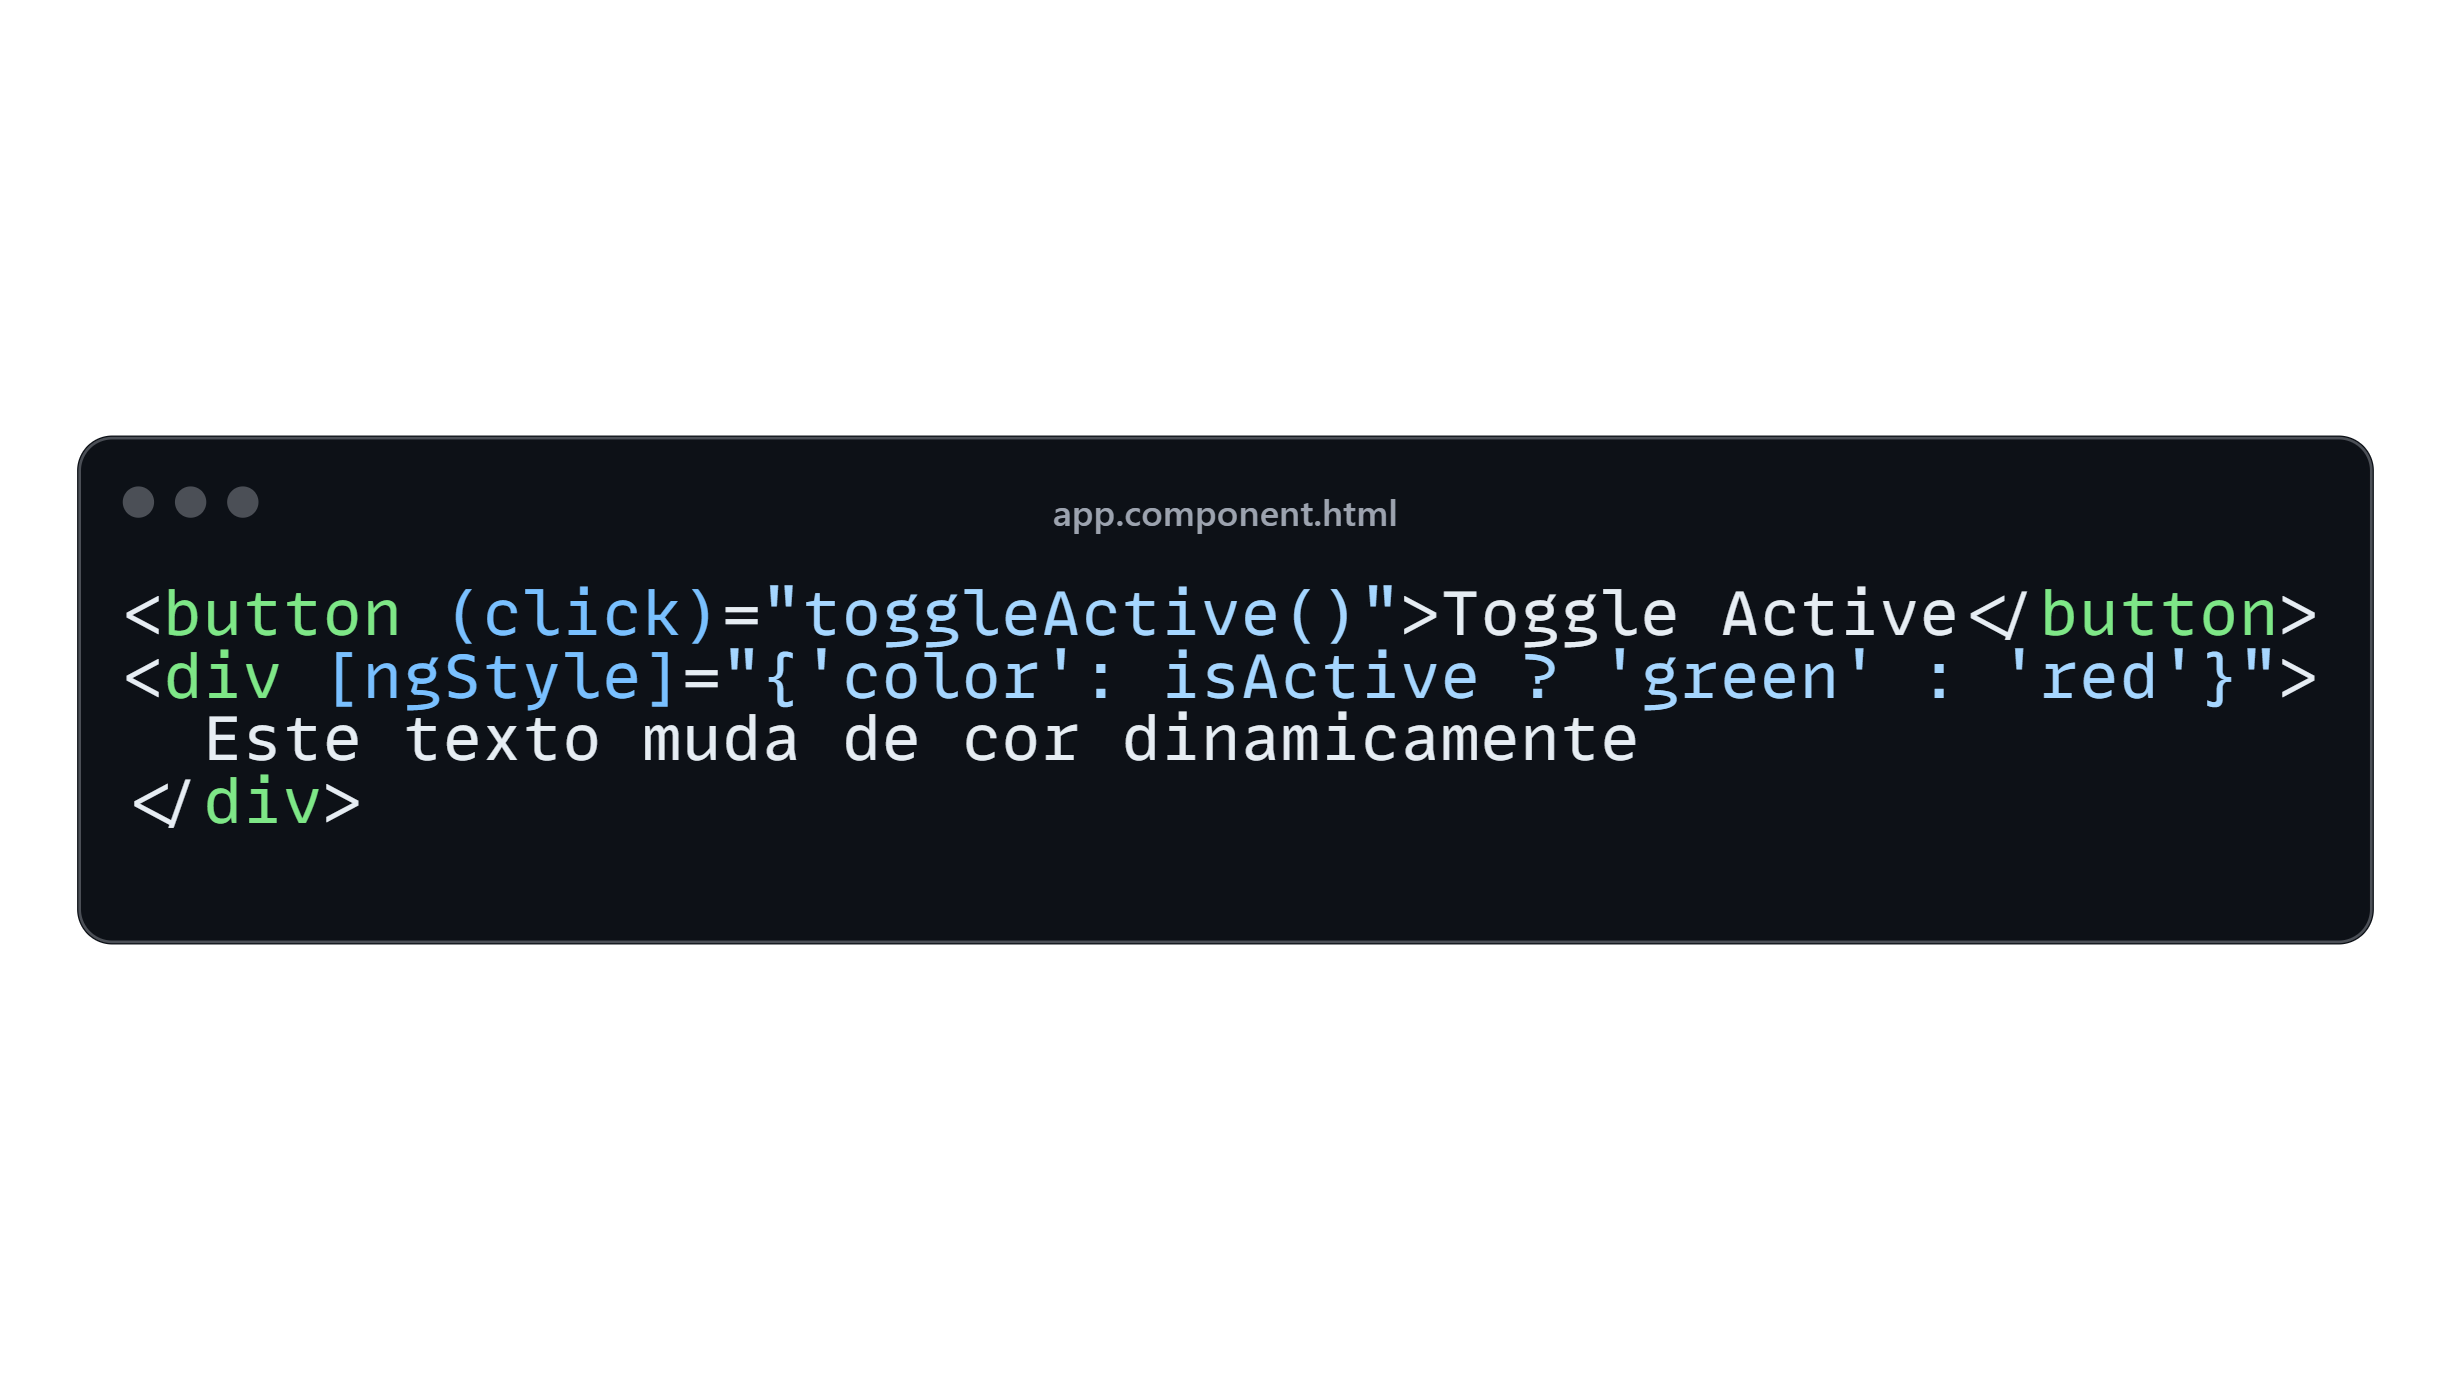 app.component.html
<button (click)="toggleActive()">Toggle Active</button>
<div [ngStyle]="{'color': isActive ? 'green' : 'red'}">
  Este texto muda de cor dinamicamente
</div>